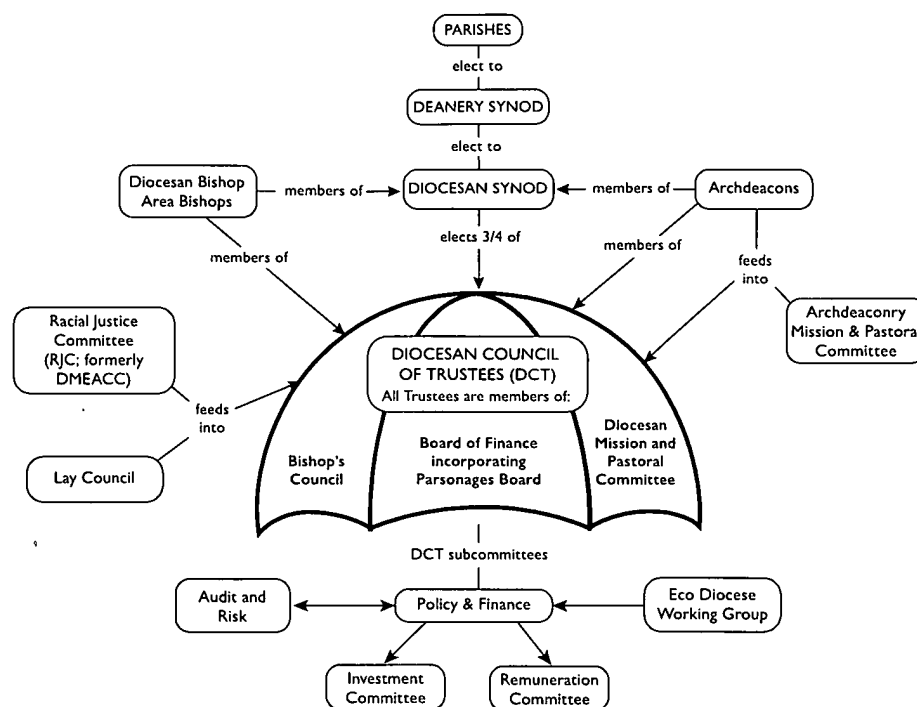 PARISHES
elect to
DEANERY SYNOD
elect to
Diocesan Bishop
Area Bishops
members of
DIOCESAN SYNOD
members of
Archdeacons
elects 3/4 of
members of
members of
feeds
into
Racial Justice
Committee
(RJC; formerly
DMEACC)
Archdeaconry
Mission & Pastoral
Committee
DIOCESAN COUNCIL
OF TRUSTEES (DCT)
All Trustees are members of:
feeds
into
Lay Council
Bishop's
Council
Board of Finance
incorporating
Parsonages Board
Diocesan
Mission and
Pastoral
Committee
DCT subcommittees
Audit and
Risk
Policy & Finance
Eco Diocese
Working Group
Investment
Committee
Remuneration
Committee